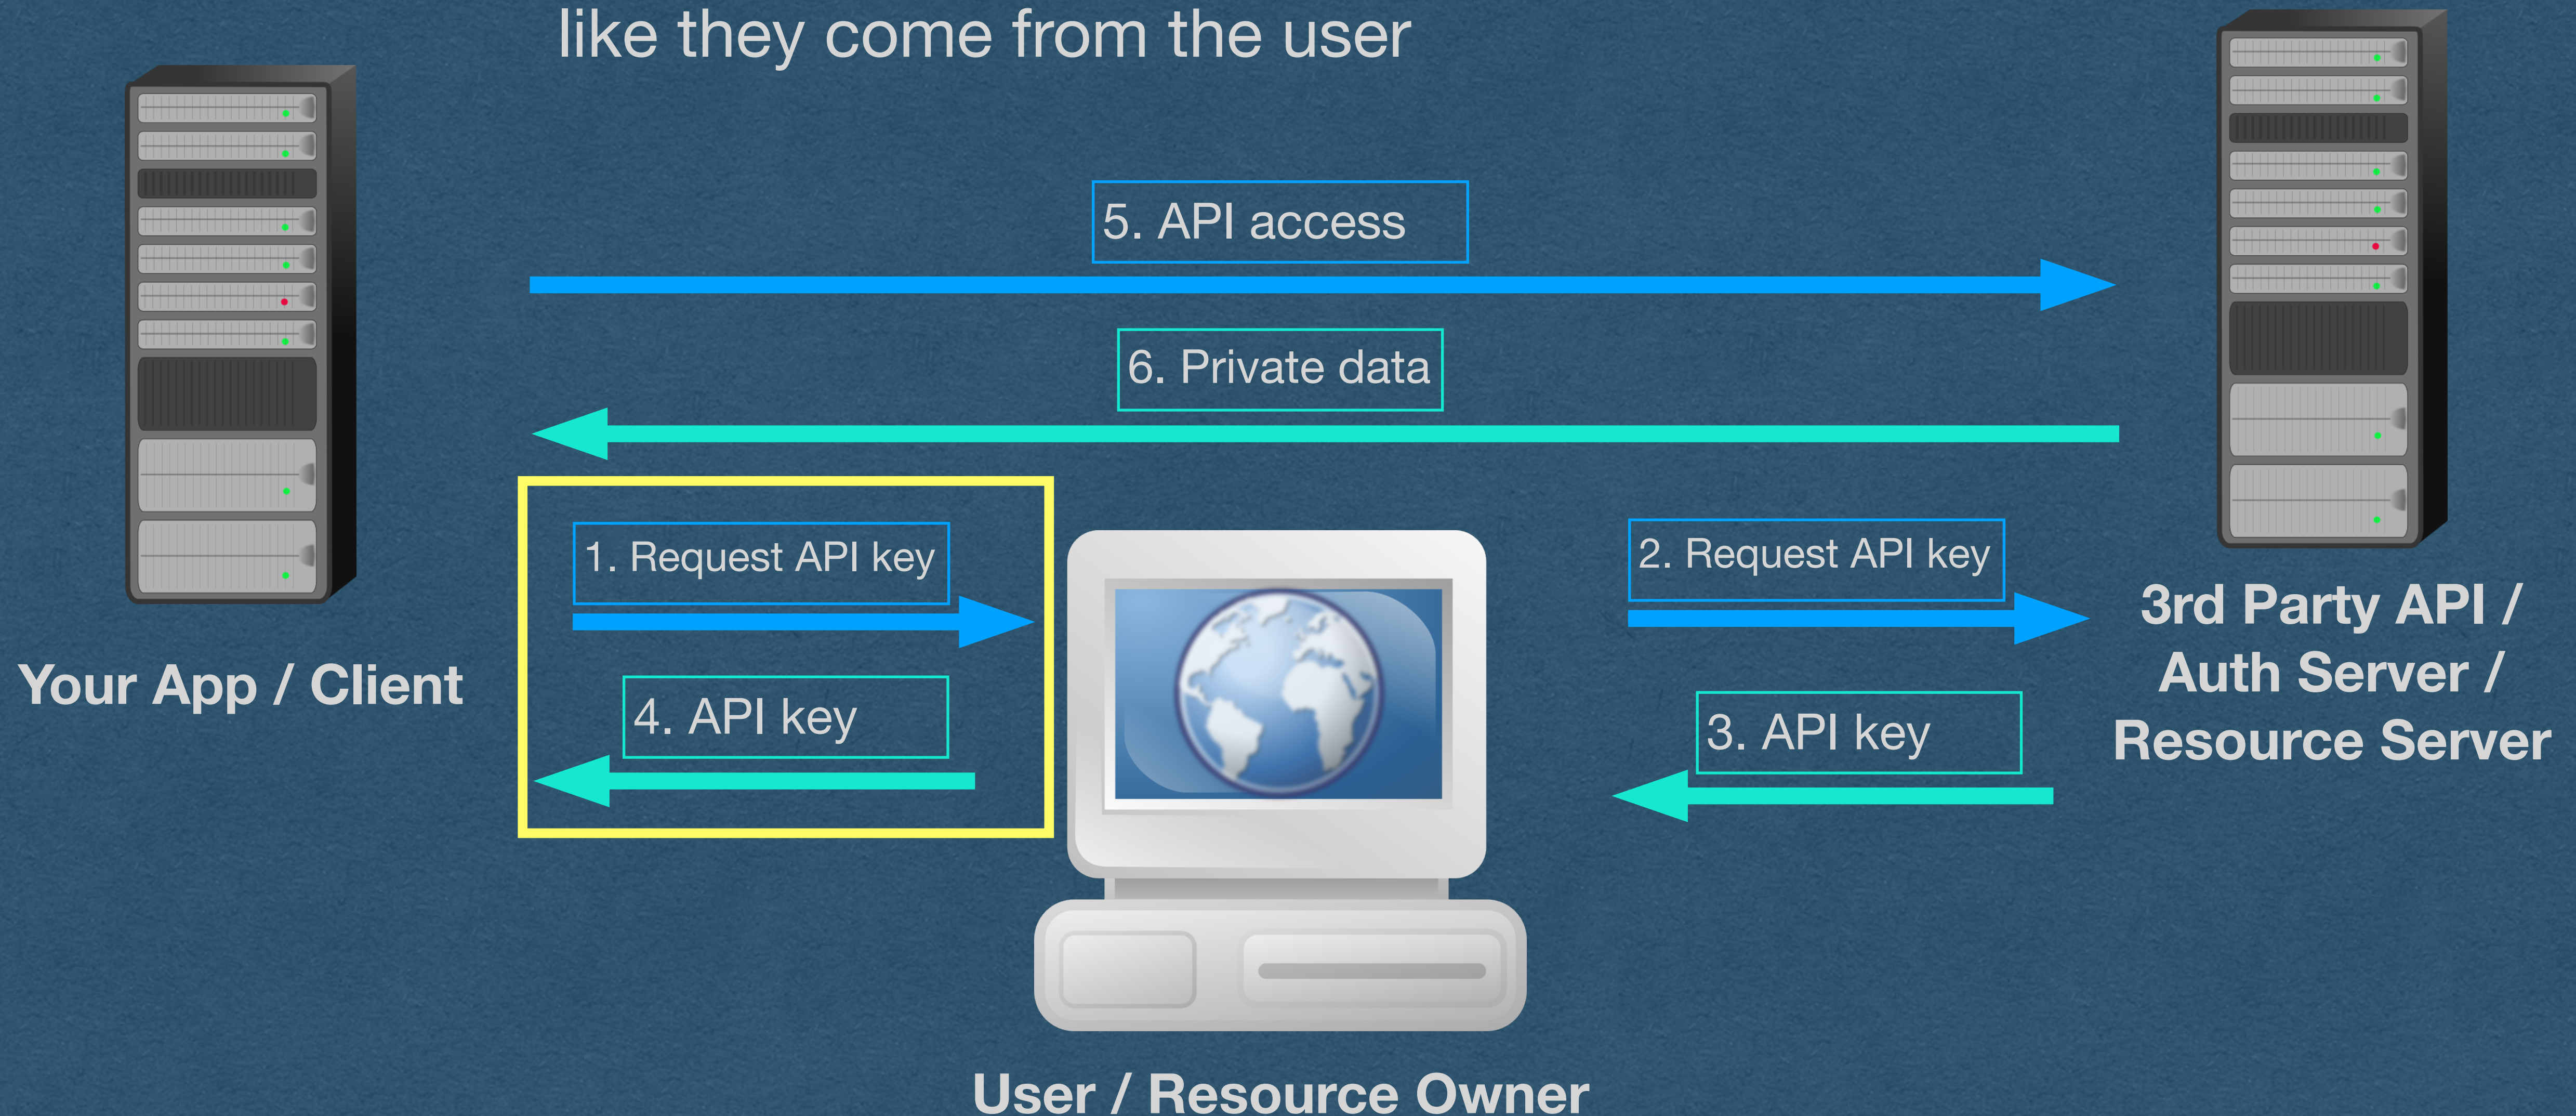 like they come from the user
5. API access
6. Private data
1. Request API key
2. Request API key
4. API key
3. API key
Your App / Client
3rd Party API /
Auth Server /
Resource Server
User / Resource Owner